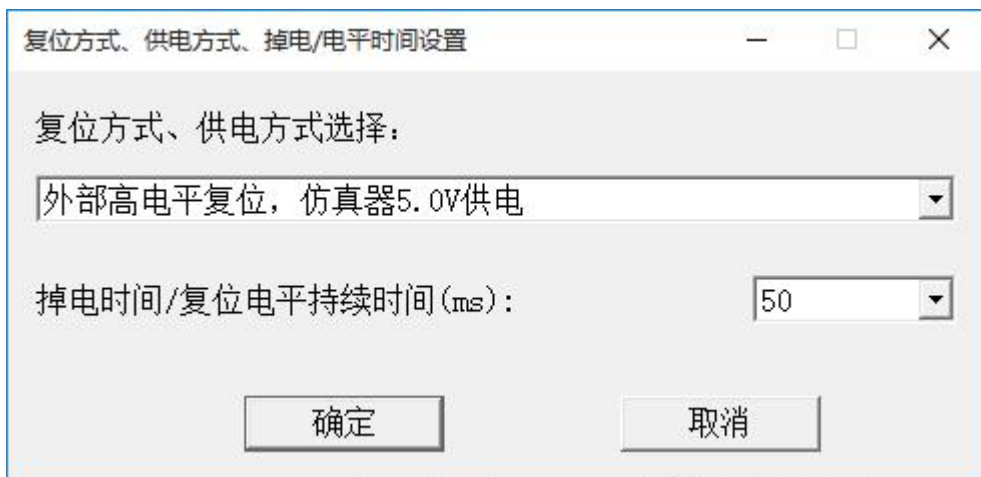 复位方式、供电方式、掉电/电平时间设置
复位方式、供电方式选择:
外部高电平复位，仿真器5.0V供电
掉电时间/复位电平持续时间(ms):
50
确定
取消